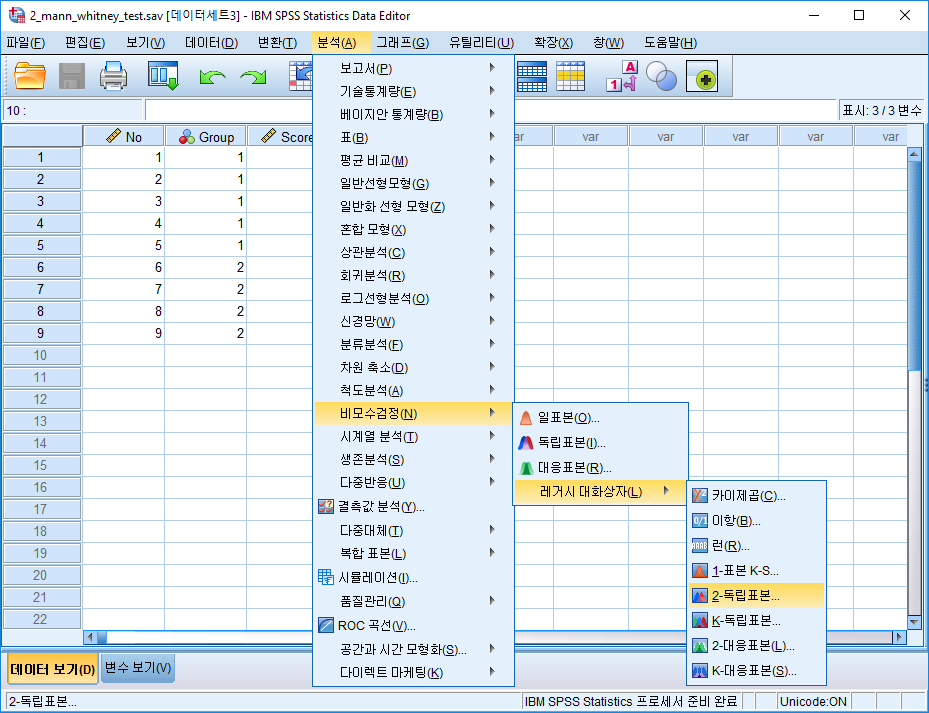 2_mann_whitney_test.sav [데이터세트3] - IBM SPSS Statistics Data Editor
파일(F) 편집(E) 보기(V) 데이터(D) 변환(T) 분석(A) 그래프(G) 유틸리티(U) 확장(X) 창(W) 도움말(H)
10 : 표시: 3 / 3 변수
No Group Score var var var var var var
1 1 1
2 2 1
3 3 1
4 4 1
5 5 1
6 6 2
7 7 2
8 8 2
9 9 2
10
11
12
13
14
15
16
17
18
19
20
21
22
보고서(P)
기술통계량(E)
베이지안 통계량(B)
표(B)
평균 비교(M)
일반선형모형(G)
일반화 선형 모형(Z)
혼합 모형(X)
상관분석(C)
회귀분석(R)
로그선형분석(O)
신경망(W)
분류분석(F)
차원 축소(D)
척도분석(A)
비모수검정(N)
시계열 분석(T)
생존분석(S)
다중반응(U)
결측값 분석(Y)...
다중대체(T)
복합 표본(L)
시뮬레이션(I)...
품질관리(Q)
ROC 곡선(V)...
공간과 시간 모형화(S)...
다이렉트 마케팅(K)
일표본(O)...
독립표본(I)...
대응표본(R)...
레거시 대화상자(L)
카이제곱(C)...
이항(B)...
런(R)...
1-표본 K-S...
2-독립표본...
K-독립표본...
2-대응표본(L)...
K-대응표본(S)...
데이터 보기(D) 변수 보기(V)
2-독립표본... IBM SPSS Statistics 프로세서 준비 완료 Unicode:ON